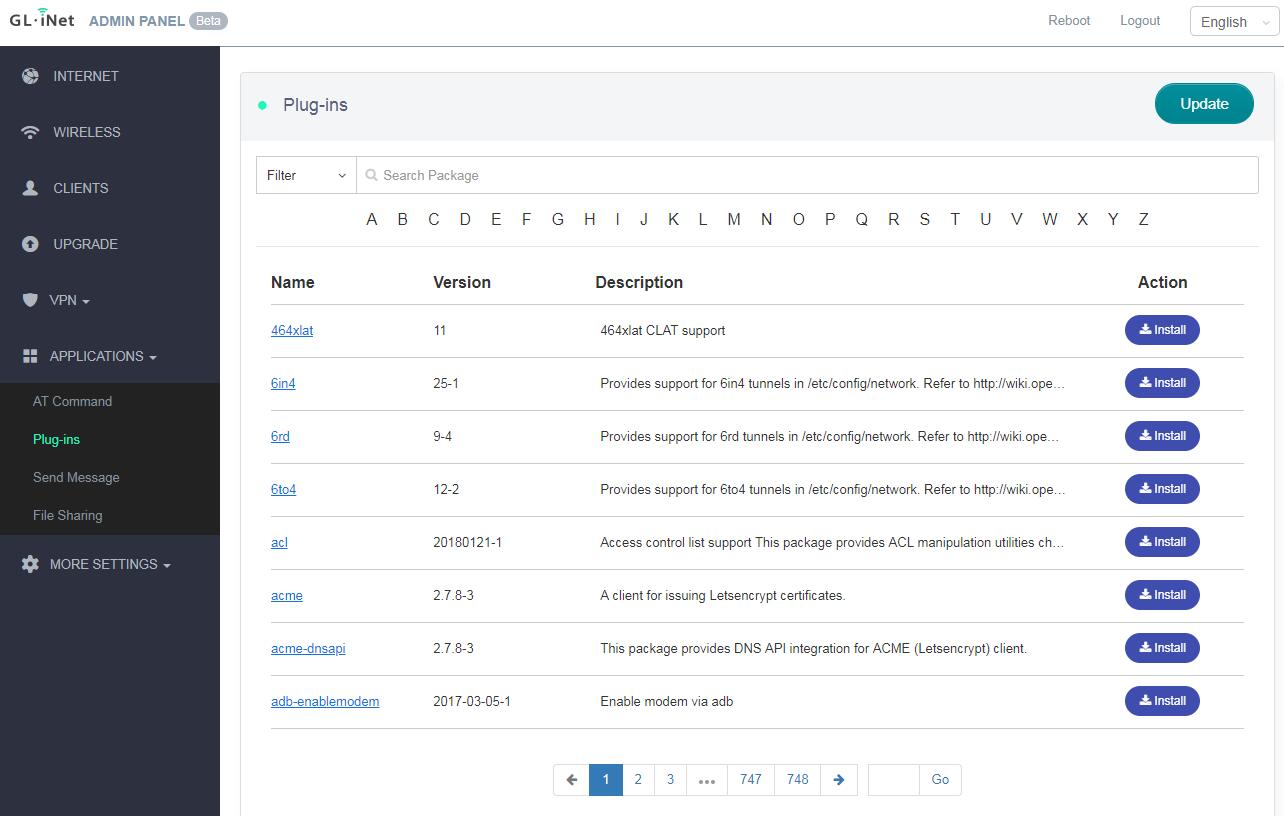 GL·iNet ADMIN PANEL Beta
Reboot Logout English
INTERNET
WIRELESS
CLIENTS
UPGRADE
VPN
APPLICATIONS
AT Command
Plug-ins
Send Message
File Sharing
MORE SETTINGS
Plug-ins Update
Filter Search Package
A B C D E F G H I J K L M N O P Q R S T U V W X Y Z
Name Version Description Action
464xlat 11 464xlat CLAT support Install
6in4 25-1 Provides support for 6in4 tunnels in /etc/config/network. Refer to http://wiki.ope... Install
6rd 9-4 Provides support for 6rd tunnels in /etc/config/network. Refer to http://wiki.ope... Install
6to4 12-2 Provides support for 6to4 tunnels in /etc/config/network. Refer to http://wiki.ope... Install
acl 20180121-1 Access control list support This package provides ACL manipulation utilities ch... Install
acme 2.7.8-3 A client for issuing Letsencrypt certificates. Install
acme-dnsapi 2.7.8-3 This package provides DNS API integration for ACME (Letsencrypt) client. Install
adb-enablemodem 2017-03-05-1 Enable modem via adb Install
1 2 3 ... 747 748 Go